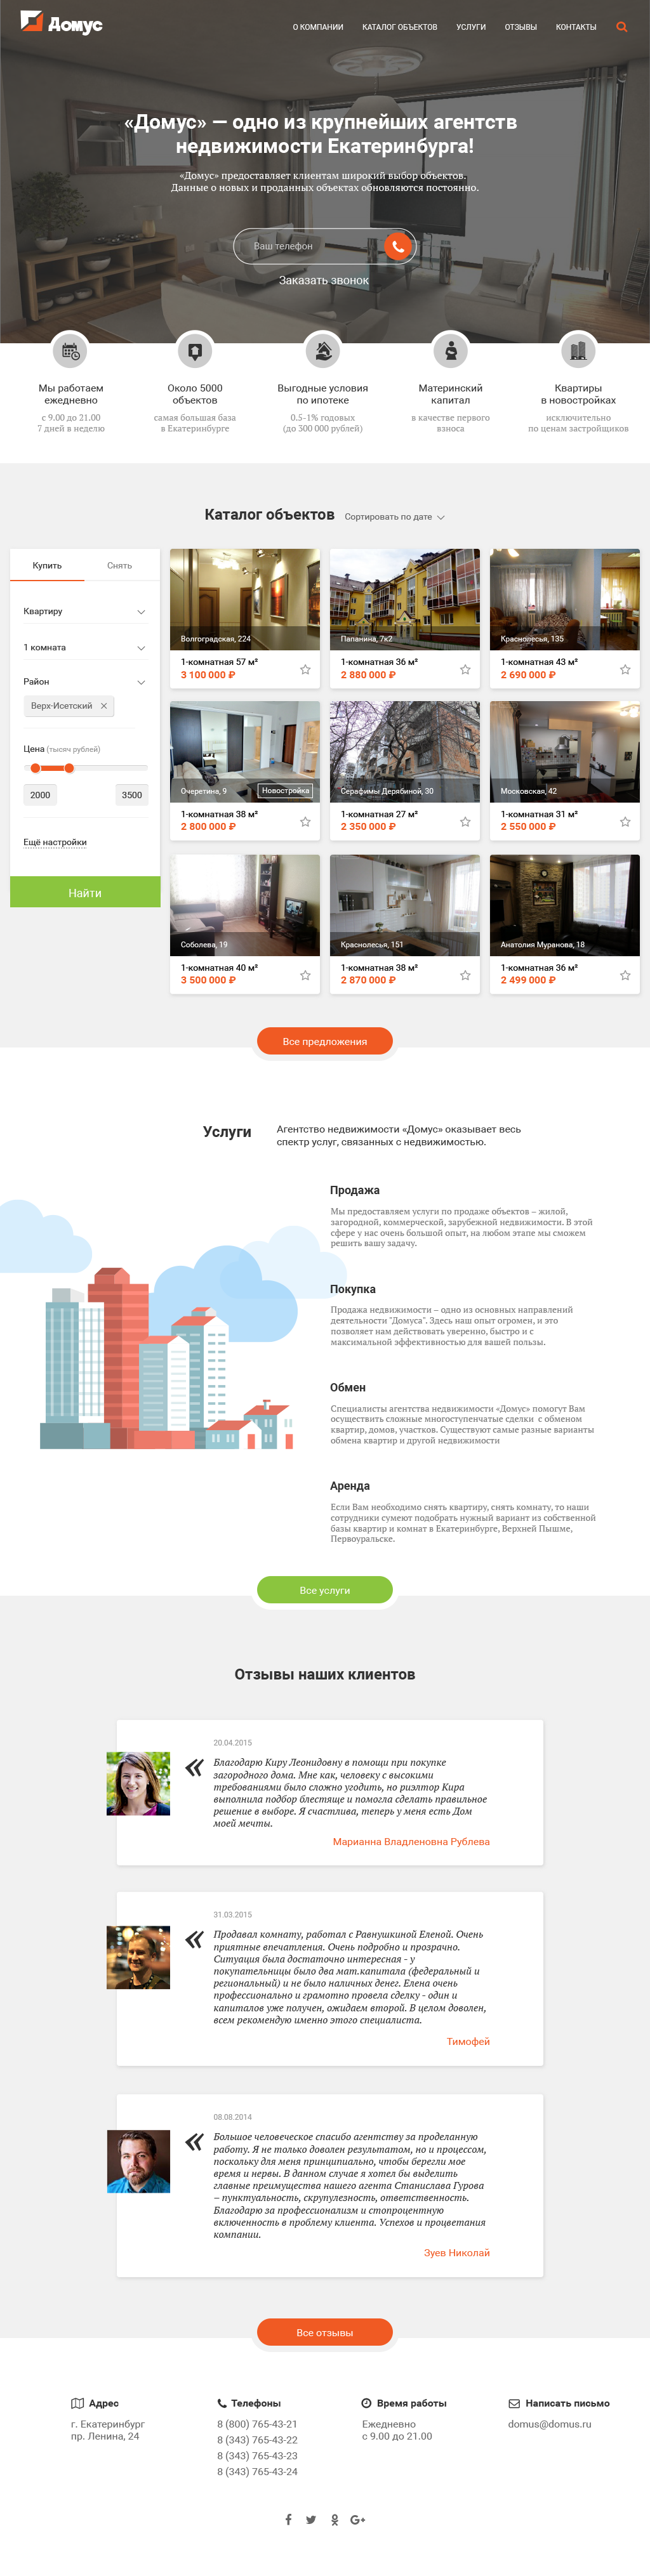 Домус
О КОМПАНИИ
КАТАЛОГ ОБЪЕКТОВ
УСЛУГИ
ОТЗЫВЫ
КОНТАКТЫ
«Домус» — одно из крупнейших агентств
недвижимости Екатеринбурга!
«Домус» предоставляет клиентам широкий выбор объектов.
Данные о новых и проданных объектах обновляются постоянно.
Ваш телефон
Заказать звонок
Мы работаем
ежедневно
с 9.00 до 21.00
7 дней в неделю
Около 5000
объектов
самая большая база
в Екатеринбурге
Выгодные условия
по ипотеке
0.5-1% годовых
(до 300 000 рублей)
Материнский
капитал
в качестве первого
взноса
Квартиры
в новостройках
исключительно
по ценам застройщиков
Каталог объектов
Сортировать по дате
Купить
Снять
Квартиру
1 комната
Район
Верх-Исетский
Цена (тысяч рублей)
2000
3500
Ещё настройки
Найти
Волгоградская, 224
1-комнатная 57 м²
3 100 000 ₽
Папанина, 7к2
1-комнатная 36 м²
2 880 000 ₽
Краснолесья, 135
1-комнатная 43 м²
2 690 000 ₽
Очеретина, 9
Новостройка
1-комнатная 38 м²
2 800 000 ₽
Серафимы Дерябиной, 30
1-комнатная 27 м²
2 350 000 ₽
Московская, 42
1-комнатная 31 м²
2 550 000 ₽
Соболева, 19
1-комнатная 40 м²
3 500 000 ₽
Краснолесья, 151
1-комнатная 38 м²
2 870 000 ₽
Анатолия Муранова, 18
1-комнатная 36 м²
2 499 000 ₽
Все предложения
Услуги
Агентство недвижимости «Домус» оказывает весь
спектр услуг, связанных с недвижимостью.
Продажа
Мы предоставляем услуги по продаже объектов – жилой,
загородной, коммерческой, зарубежной недвижимости. В этой
сфере у нас очень большой опыт, на любом этапе мы сможем
решить вашу задачу.
Покупка
Продажа недвижимости – одно из основных направлений
деятельности "Домуса". Здесь наш опыт огромен, и это
позволяет нам действовать уверенно, быстро и с
максимальной эффективностью для вашей пользы.
Обмен
Специалисты агентства недвижимости «Домус» помогут Вам
осуществить сложные многоступенчатые сделки с обменом
квартир, домов, участков. Существуют самые разные варианты
обмена квартир и другой недвижимости
Аренда
Если Вам необходимо снять квартиру, снять комнату, то наши
сотрудники сумеют подобрать нужный вариант из собственной
базы квартир и комнат в Екатеринбурге, Верхней Пышме,
Первоуральске.
Все услуги
Отзывы наших клиентов
20.04.2015
«
Благодарю Киру Леонидовну в помощи при покупке
загородного дома. Мне как, человеку с высокими
требованиями было сложно угодить, но риэлтор Кира
выполнила подбор блестяще и помогла сделать правильное
решение в выборе. Я счастлива, теперь у меня есть Дом
моей мечты.
Марианна Владленовна Рублева
31.03.2015
«
Продавал комнату, работал с Равнушкиной Еленой. Очень
приятные впечатления. Очень подробно и прозрачно.
Ситуация была достаточно интересная - у
покупательницы было два мат.капитала (федеральный и
региональный) и не было наличных денег. Елена очень
профессионально и грамотно провела сделку - один и
капиталов уже получен, ожидаем второй. В целом доволен,
всем рекомендую именно этого специалиста.
Тимофей
08.08.2014
«
Большое человеческое спасибо агентству за проделанную
работу. Я не только доволен результатом, но и процессом,
поскольку для меня принципиально, чтобы берегли мое
время и нервы. В данном случае я хотел бы выделить
главные преимущества нашего агента Станислава Гурова
– пунктуальность, скрупулезность, ответственность.
Благодарю за профессионализм и стопроцентную
включенность в проблему клиента. Успехов и процветания
компании.
Зуев Николай
Все отзывы
Адрес
г. Екатеринбург
пр. Ленина, 24
Телефоны
8 (800) 765-43-21
8 (343) 765-43-22
8 (343) 765-43-23
8 (343) 765-43-24
Время работы
Ежедневно
с 9.00 до 21.00
Написать письмо
domus@domus.ru